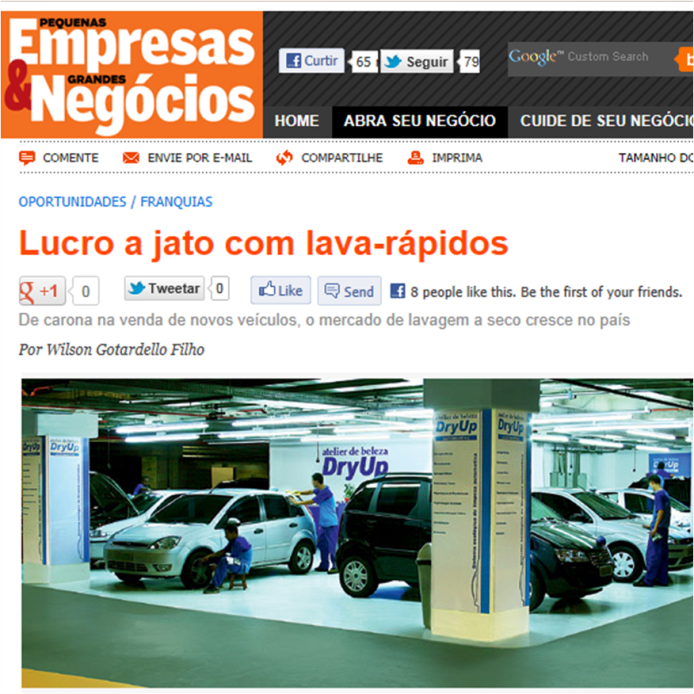 PEQUENAS
Empresas
& GRANDES
Negócios
Curtir 65 Seguir 79
Google™ Custom Search
HOME ABRA SEU NEGÓCIO CUIDE DE SEU NEGÓCI
COMENTE ENVIE POR E-MAIL COMPARTILHE IMPRIMA TAMANHO DO
OPORTUNIDADES / FRANQUIAS
Lucro a jato com lava-rápidos
g +1 0 Tweetar 0 Like Send 8 people like this. Be the first of your friends.
De carona na venda de novos veículos, o mercado de lavagem a seco cresce no país
Por Wilson Gotardello Filho
atelier de beleza
DryUp
atelier de beleza
DryUp
DryUp
DryUp